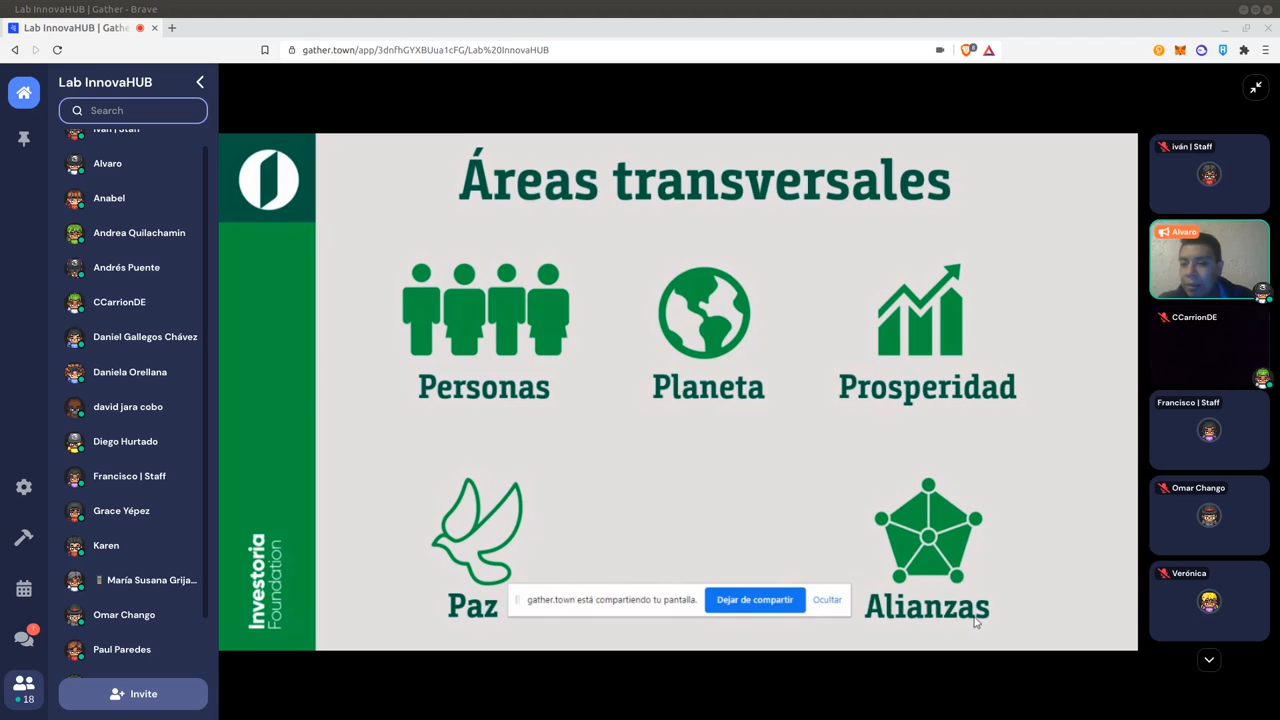 Lab InnovaHUB | Gather - Brave
Lab InnovaHUB | Gathe
gather.town/app/3dnfhGYXBUua1cFG/Lab%20InnovaHUB
Lab InnovaHUB
Search
iván | Staff
Alvaro
Anabel
Andrea Quilachamin
Andrés Puente
CCarrionDE
Daniel Gallegos Chávez
Daniela Orellana
david jara cobo
Diego Hurtado
Francisco | Staff
Grace Yépez
Karen
María Susana Grija...
Omar Chango
Paul Paredes
1
18
Invite
Áreas transversales
Personas
Planeta
Prosperidad
Paz
Alianzas
Investoria
Foundation
gather.town está compartiendo tu pantalla.
Dejar de compartir
Ocultar
iván | Staff
Alvaro
CCarrionDE
Francisco | Staff
Omar Chango
Verónica